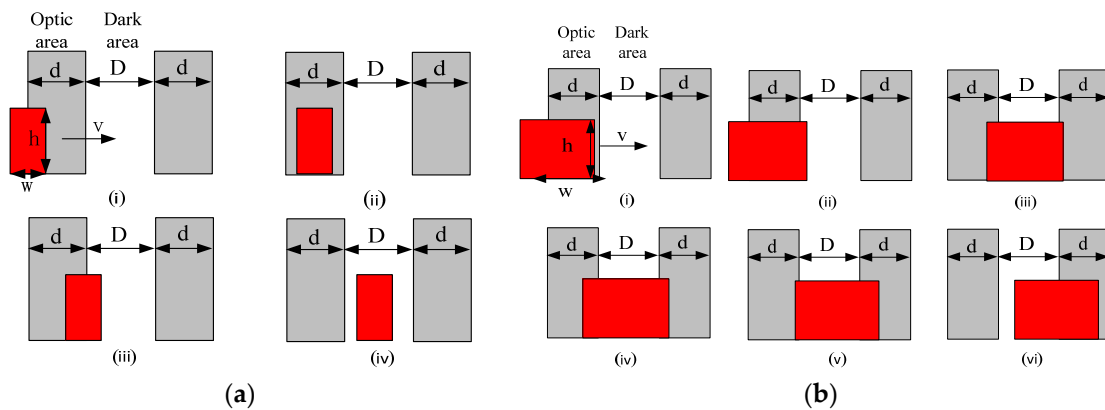 Optic area
Dark area
d D d
h
v
w
(i)
d D d
(ii)
d D d
(iii)
d D d
(iv)
(a)
Optic area
Dark area
d D d
h
v
w
(i)
d D d
(ii)
d D d
(iii)
d D d
(iv)
d D d
(v)
d D d
(vi)
(b)